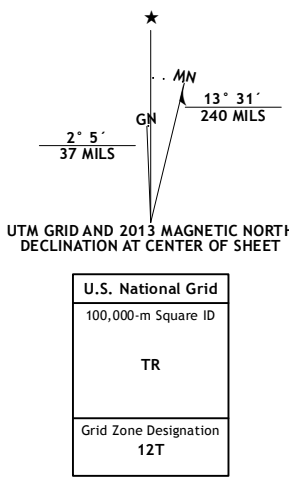 ★
MN
GN
13° 31´
240 MILS
2° 5´
37 MILS
UTM GRID AND 2013 MAGNETIC NORTH
DECLINATION AT CENTER OF SHEET
U.S. National Grid
100,000-m Square ID
TR
Grid Zone Designation
12T